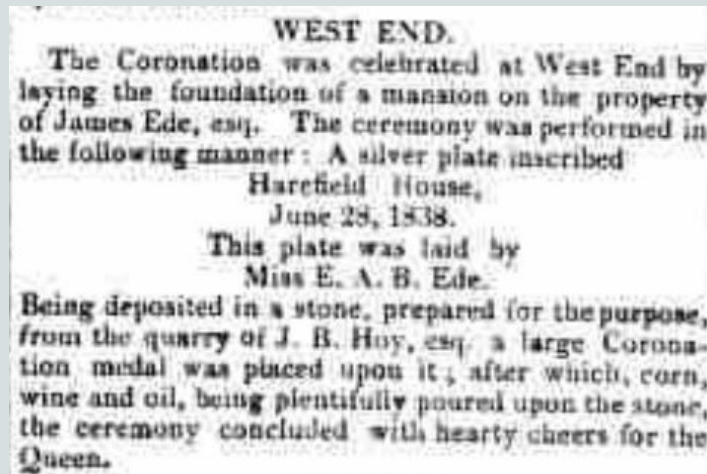 WEST END.
The Coronation was celebrated at West End by
laying the foundation of a mansion on the property
of James Ede, esq. The ceremony was performed in
the following manner: A silver plate inscribed
Harefield House,
June 28, 1838.
This plate was laid by
Miss E. A. B. Ede.
Being deposited in a stone, prepared for the purpose,
from the quarry of J. B. Hoy, esq. a large Corona-
tion medal was placed upon it; after which, corn,
wine and oil, being plentifully poured upon the stone,
the ceremony concluded with hearty cheers for the
Queen.